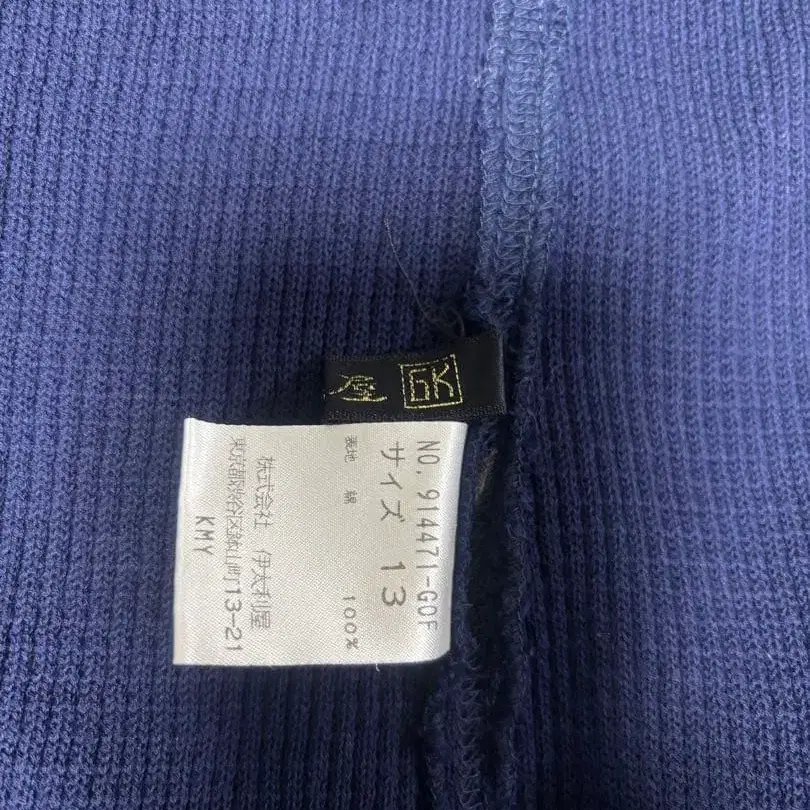 屋 GK
NO. 914471-GOF
サイズ 13
表地 綿 100%
株式会社 伊太利屋
東京都渋谷区鉢山町13-21
KMY